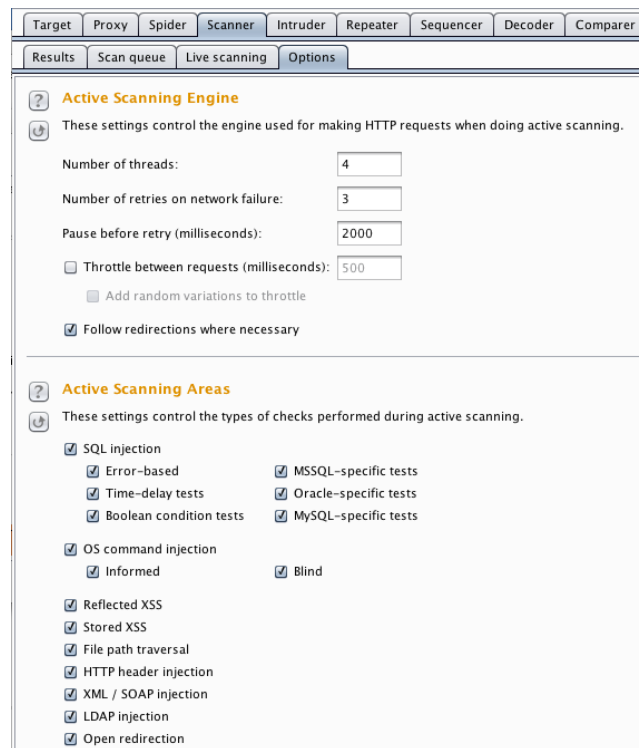 Target Proxy Spider Scanner Intruder Repeater Sequencer Decoder Comparer
Results Scan queue Live scanning Options
? Active Scanning Engine
These settings control the engine used for making HTTP requests when doing active scanning.
Number of threads: 4
Number of retries on network failure: 3
Pause before retry (milliseconds): 2000
Throttle between requests (milliseconds): 500
Add random variations to throttle
Follow redirections where necessary
? Active Scanning Areas
These settings control the types of checks performed during active scanning.
SQL injection
Error-based MSSQL-specific tests
Time-delay tests Oracle-specific tests
Boolean condition tests MySQL-specific tests
OS command injection
Informed Blind
Reflected XSS
Stored XSS
File path traversal
HTTP header injection
XML / SOAP injection
LDAP injection
Open redirection